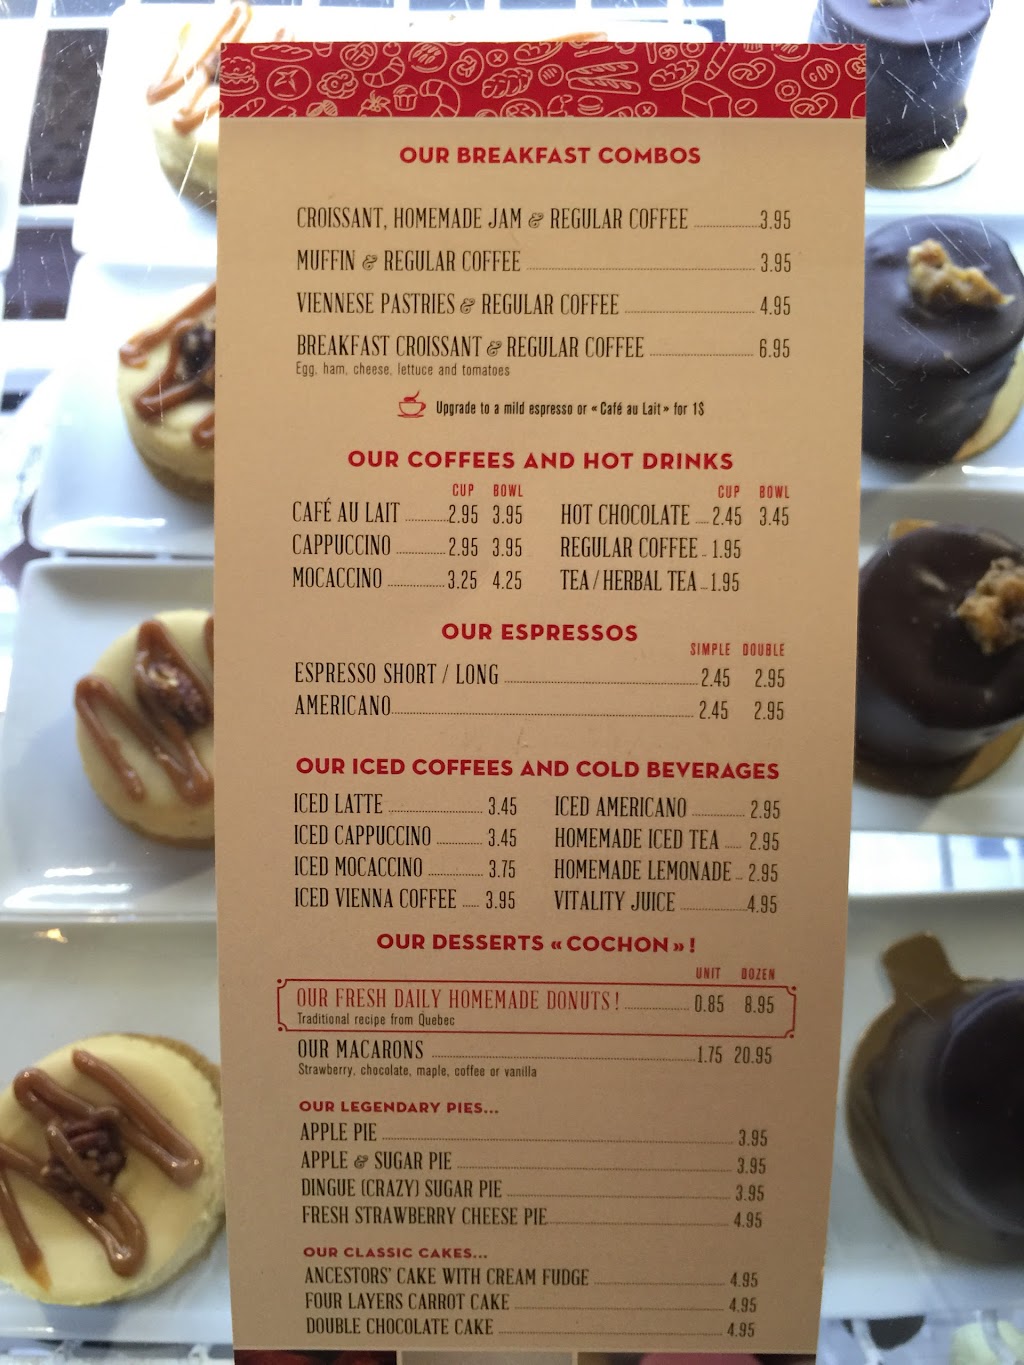 OUR BREAKFAST COMBOS
CROISSANT, HOMEMADE JAM & REGULAR COFFEE 3.95
MUFFIN & REGULAR COFFEE 3.95
VIENNESE PASTRIES & REGULAR COFFEE 4.95
BREAKFAST CROISSANT & REGULAR COFFEE 6.95
Egg, ham, cheese, lettuce and tomatoes
Upgrade to a mild espresso or « Café au Lait » for 1$
OUR COFFEES AND HOT DRINKS
CUP BOWL
CAFÉ AU LAIT 2.95 3.95
CAPPUCCINO 2.95 3.95
MOCACCINO 3.25 4.25
CUP BOWL
HOT CHOCOLATE 2.45 3.45
REGULAR COFFEE 1.95
TEA / HERBAL TEA 1.95
OUR ESPRESSOS
SIMPLE DOUBLE
ESPRESSO SHORT / LONG 2.45 2.95
AMERICANO 2.45 2.95
OUR ICED COFFEES AND COLD BEVERAGES
ICED LATTE 3.45
ICED CAPPUCCINO 3.45
ICED MOCACCINO 3.75
ICED VIENNA COFFEE 3.95
ICED AMERICANO 2.95
HOMEMADE ICED TEA 2.95
HOMEMADE LEMONADE 2.95
VITALITY JUICE 4.95
OUR DESSERTS « COCHON » !
UNIT DOZEN
OUR FRESH DAILY HOMEMADE DONUTS ! 0.85 8.95
Traditional recipe from Quebec
OUR MACARONS 1.75 20.95
Strawberry, chocolate, maple, coffee or vanilla
OUR LEGENDARY PIES...
APPLE PIE 3.95
APPLE & SUGAR PIE 3.95
DINGUE (CRAZY) SUGAR PIE 3.95
FRESH STRAWBERRY CHEESE PIE 4.95
OUR CLASSIC CAKES...
ANCESTORS' CAKE WITH CREAM FUDGE 4.95
FOUR LAYERS CARROT CAKE 4.95
DOUBLE CHOCOLATE CAKE 4.95